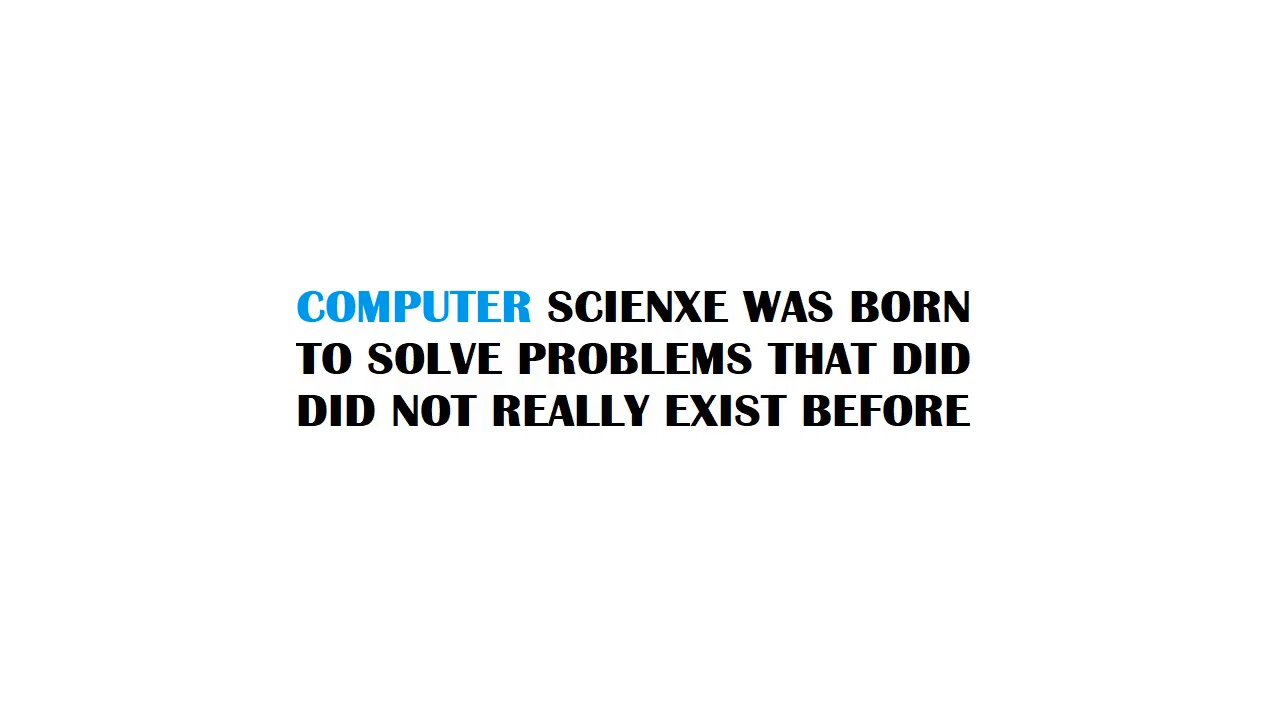 COMPUTER SCIENXE WAS BORN
TO SOLVE PROBLEMS THAT DID
DID NOT REALLY EXIST BEFORE